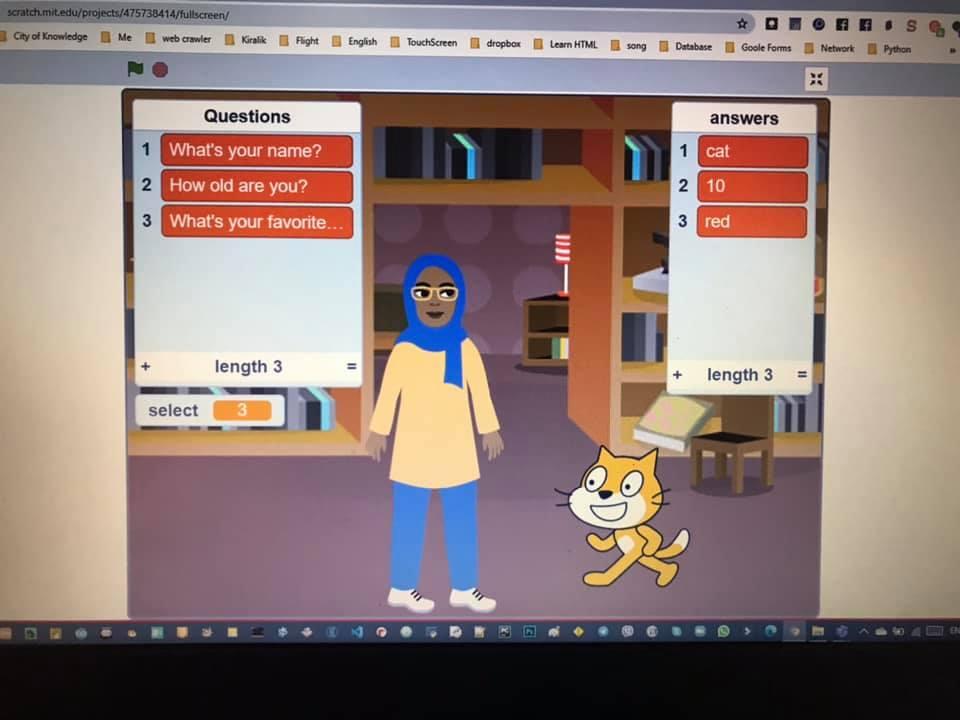 scratch.mit.edu/projects/475738414/fullscreen/
City of Knowledge Me web crawler Kiralik Flight English TouchScreen dropbox Learn HTML song Database Goole Forms Network Python »
Questions
1 What's your name?
2 How old are you?
3 What's your favorite...
+ length 3 =
select 3
answers
1 cat
2 10
3 red
+ length 3 =